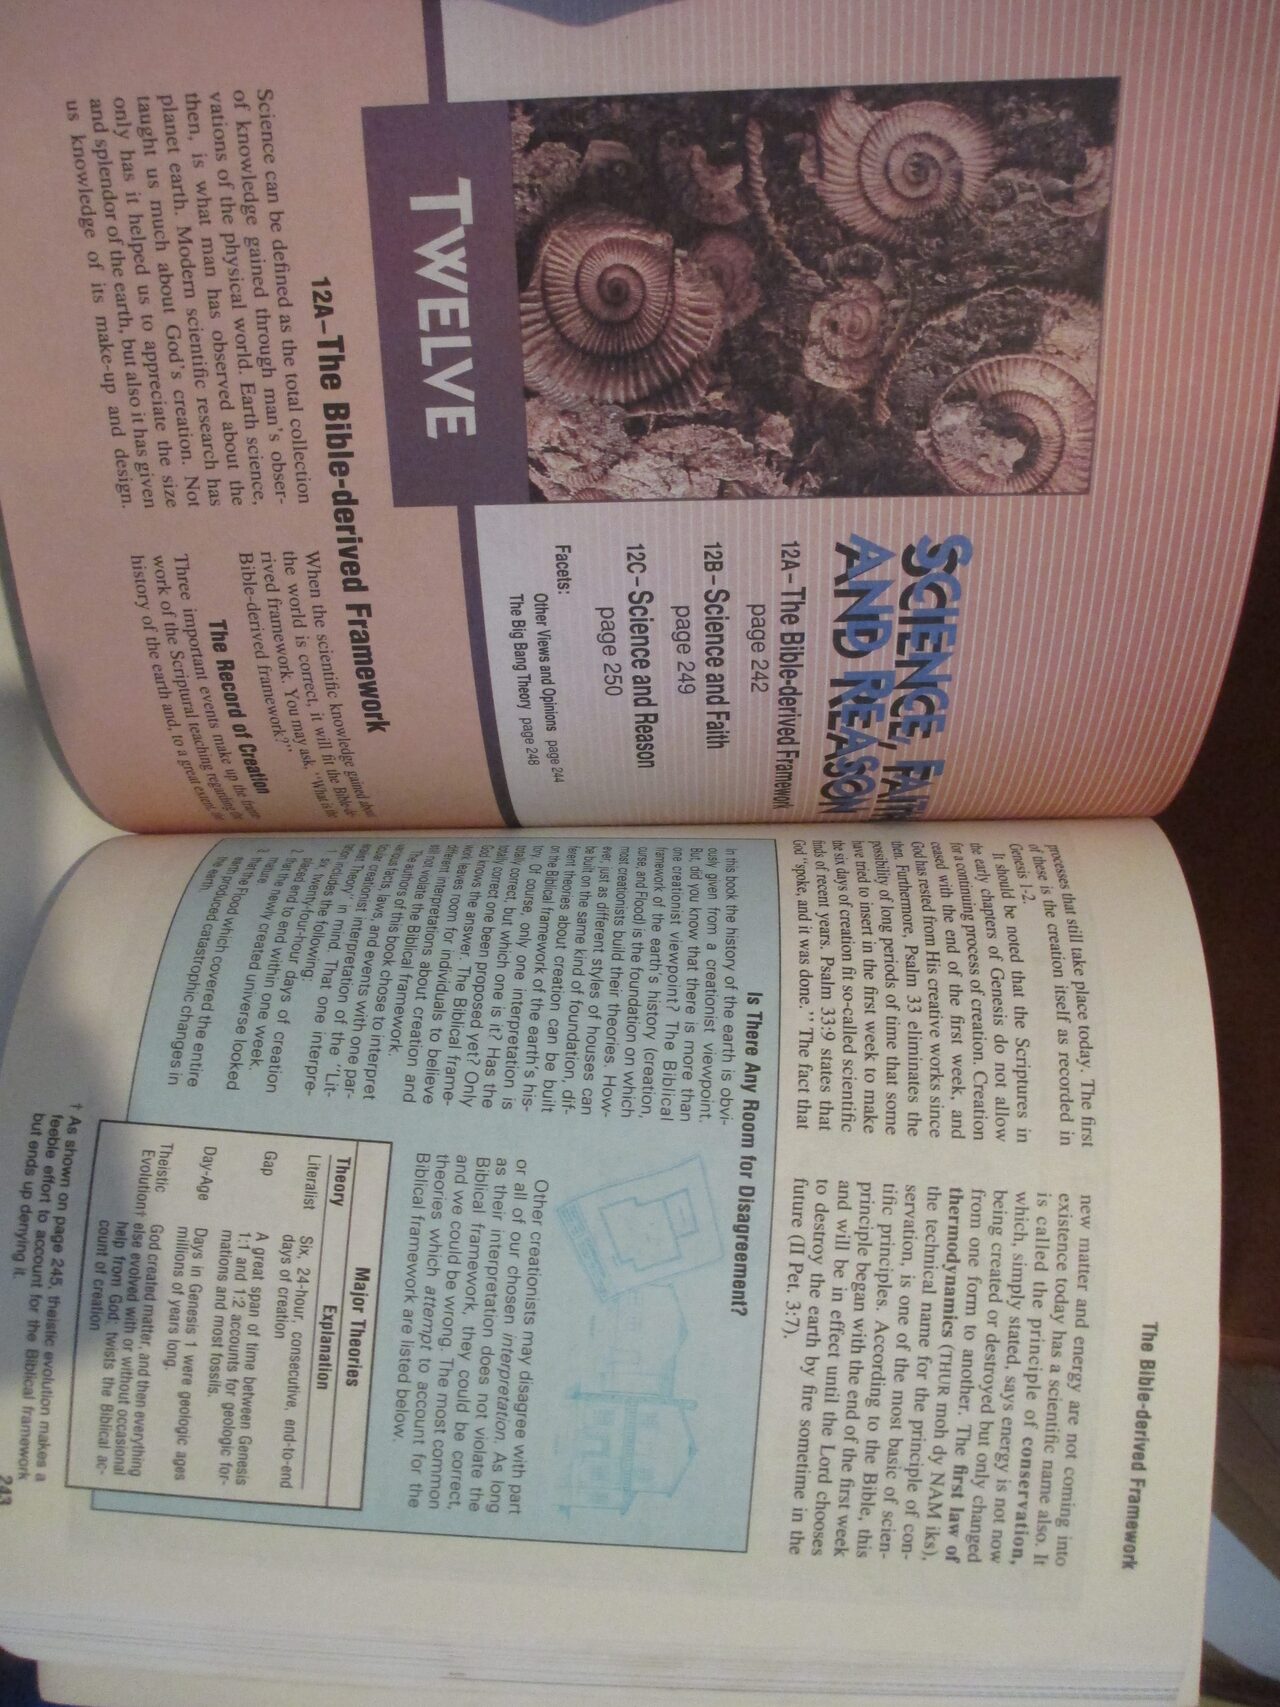 SCIENCE, FAITH
AND REASON
12A–The Bible-derived Framework
page 242
12B–Science and Faith
page 249
12C–Science and Reason
page 250
Facets:
Other Views and Opinions page 244
The Big Bang Theory page 248
TWELVE
12A–The Bible-derived Framework
Science can be defined as the total collection
of knowledge gained through man's obser-
vations of the physical world. Earth science,
then, is what man has observed about the
planet earth. Modern scientific research has
taught us much about God's creation. Not
only has it helped us to appreciate the size
and splendor of the earth, but also it has given
us knowledge of its make-up and design.
When the scientific knowledge gained about
the world is correct, it will fit the Bible-de-
rived framework. You may ask, "What is the
Bible-derived framework?"
The Record of Creation
Three important events make up the frame-
work of the Scriptural teaching regarding the
history of the earth and, to a great extent, the
The Bible-derived Framework
processes that still take place today. The first
of these is the creation itself as recorded in
Genesis 1-2.
It should be noted that the Scriptures in
the early chapters of Genesis do not allow
for a continuing process of creation. Creation
ceased with the end of the first week, and
God has rested from His creative works since
then. Furthermore, Psalm 33 eliminates the
possibility of long periods of time that some
have tried to insert in the first week to make
the six days of creation fit so-called scientific
finds of recent years. Psalm 33:9 states that
God "spoke, and it was done." The fact that
new matter and energy are not coming into
existence today has a scientific name also. It
is called the principle of conservation,
which, simply stated, says energy is not now
being created or destroyed but only changed
from one form to another. The first law of
thermodynamics (THUR moh dy NAM iks),
the technical name for the principle of con-
servation, is one of the most basic of scien-
tific principles. According to the Bible, this
principle began with the end of the first week
and will be in effect until the Lord chooses
to destroy the earth by fire sometime in the
future (II Pet. 3:7).
Is There Any Room for Disagreement?
In this book the history of the earth is obvi-
ously given from a creationist viewpoint.
But, did you know that there is more than
one creationist viewpoint? The Biblical
framework of the earth's history (creation,
curse, and Flood) is the foundation on which
most creationists build their theories. How-
ever, just as different styles of houses can
be built on the same kind of foundation, dif-
ferent theories about creation can be built
on the Biblical framework of the earth's his-
tory. Of course, only one interpretation is
totally correct, but which one is it? Has the
totally correct one been proposed yet? Only
God knows the answer. The Biblical frame-
work leaves room for individuals to believe
different interpretations about creation and
still not violate the Biblical framework.
The authors of this book chose to interpret
various facts, laws, and events with one par-
ticular creationist interpretation of the "Lit-
eralist Theory" in mind. That one interpre-
tation includes the following:
1. six, twenty-four-hour days of creation
placed end to end within one week
2. that the newly created universe looked
mature
3. that the Flood which covered the entire
earth produced catastrophic changes in
the earth.
Other creationists may disagree with part
or all of our chosen interpretation. As long
as their interpretation does not violate the
Biblical framework, they could be correct,
and we could be wrong. The most common
theories which attempt to account for the
Biblical framework are listed below.
Major Theories
Theory Explanation
Literalist Six, 24-hour, consecutive, end-to-end
days of creation
Gap A great span of time between Genesis
1:1 and 1:2 accounts for geologic for-
mations and most fossils.
Day-Age Days in Genesis 1 were geologic ages
millions of years long.
Theistic God created matter, and then everything
Evolution† else evolved with or without occasional
help from God; twists the Biblical ac-
count of creation
† As shown on page 245, theistic evolution makes a
feeble effort to account for the Biblical framework
but ends up denying it.
243